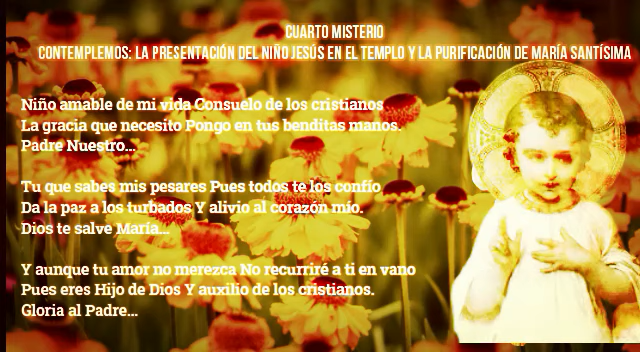 CUARTO MISTERIO
CONTEMPLEMOS: LA PRESENTACIÓN DEL NIÑO JESÚS EN EL TEMPLO Y LA PURIFICACIÓN DE MARÍA SANTÍSIMA
Niño amable de mi vida Consuelo de los cristianos
La gracia que necesito Pongo en tus benditas manos.
Padre Nuestro...
Tu que sabes mis pesares Pues todos te los confío
Da la paz a los turbados Y alivio al corazón mío.
Dios te salve María...
Y aunque tu amor no merezca No recurriré a ti en vano
Pues eres Hijo de Dios Y auxilio de los cristianos.
Gloria al Padre...